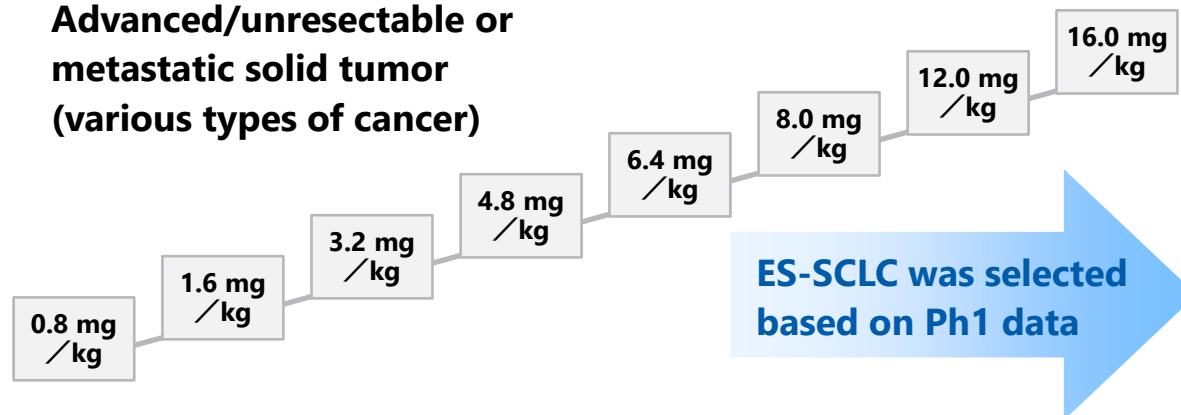 Advanced/unresectable or
metastatic solid tumor
(various types of cancer)
0.8 mg
／kg
1.6 mg
／kg
3.2 mg
／kg
4.8 mg
／kg
6.4 mg
／kg
8.0 mg
／kg
12.0 mg
／kg
16.0 mg
／kg
ES-SCLC was selected
based on Ph1 data